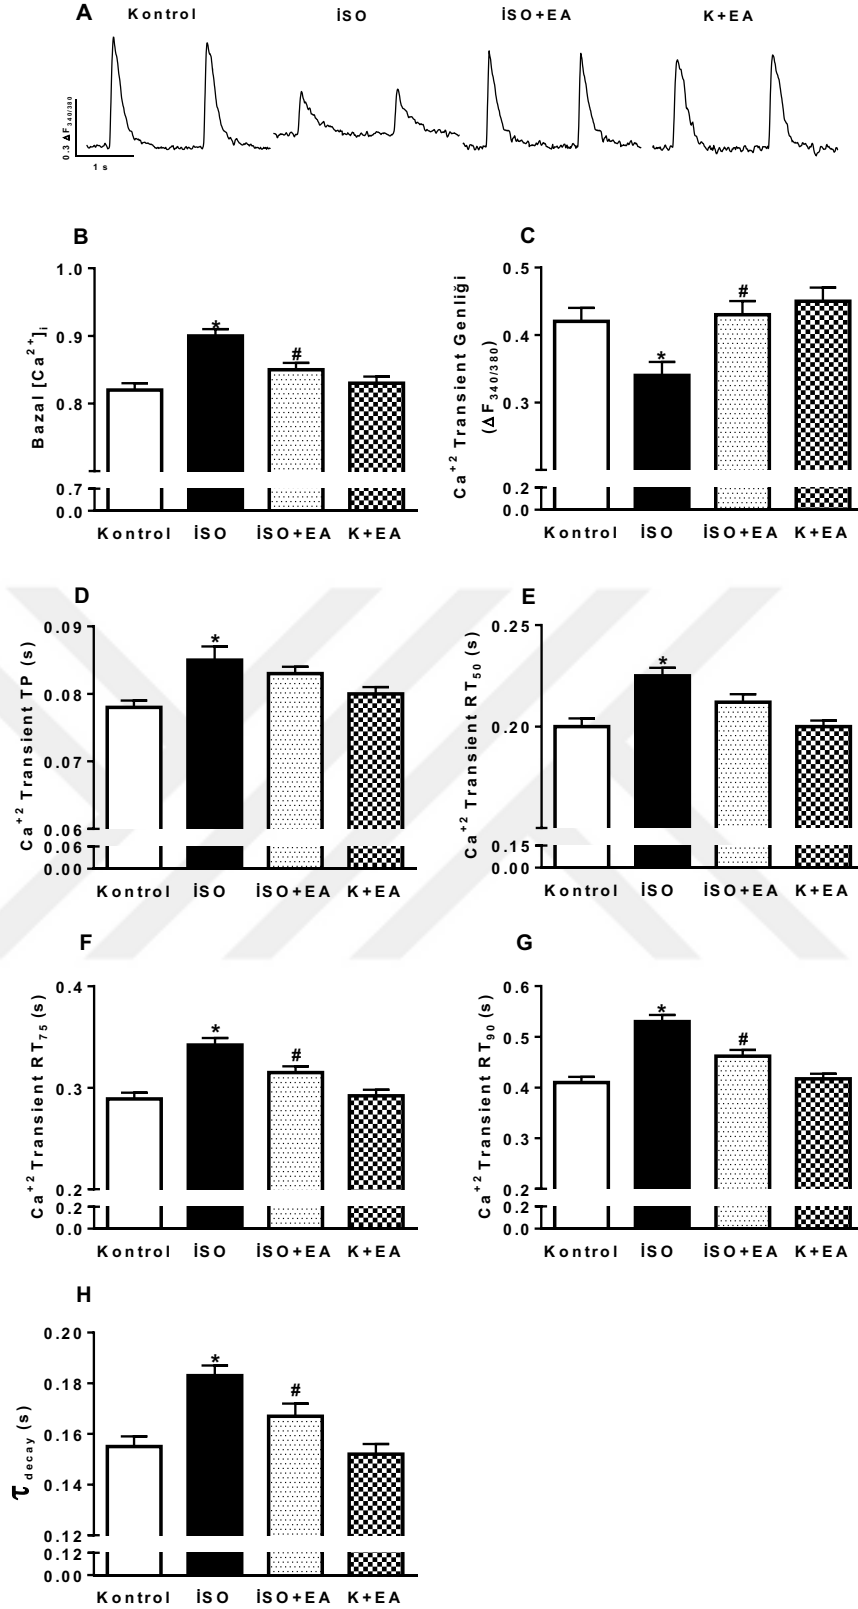 A
Kontrol İSO İSO+EA K+EA
0.3 ΔF340/380
1 s
B
Bazal [Ca2+]i
1.0
0.9
0.8
0.7
0.0
* #
Kontrol İSO İSO+EA K+EA
C
Ca+2 Transient Genliği
(ΔF340/380)
0.5
0.4
0.3
0.2
0.0
* #
Kontrol İSO İSO+EA K+EA
D
Ca+2 Transient TP (s)
0.09
0.08
0.07
0.06
0.06
0.00
*
Kontrol İSO İSO+EA K+EA
E
Ca+2 Transient RT50 (s)
0.25
0.20
0.15
0.00
*
Kontrol İSO İSO+EA K+EA
F
Ca+2 Transient RT75 (s)
0.4
0.3
0.2
0.2
0.0
* #
Kontrol İSO İSO+EA K+EA
G
Ca+2 Transient RT90 (s)
0.6
0.5
0.4
0.3
0.2
0.2
0.0
* #
Kontrol İSO İSO+EA K+EA
H
τdecay (s)
0.20
0.18
0.16
0.14
0.12
0.12
0.00
* #
Kontrol İSO İSO+EA K+EA